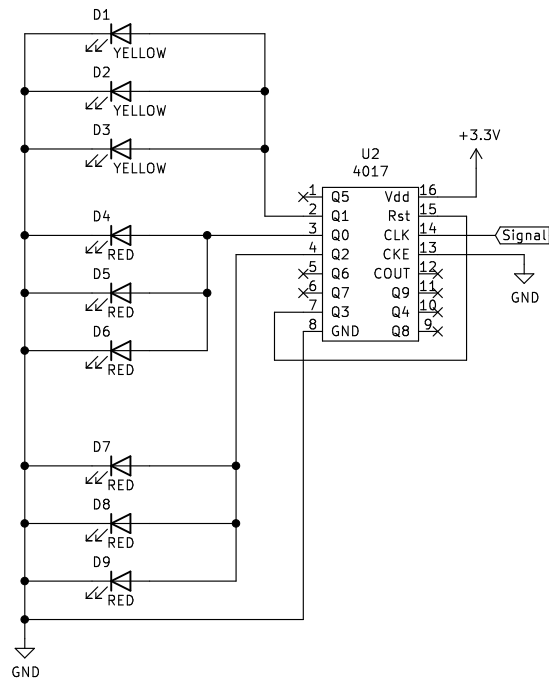 D1
YELLOW
D2
YELLOW
D3
YELLOW
D4
RED
D5
RED
D6
RED
D7
RED
D8
RED
D9
RED
GND
U2
4017
+3.3V
1 Q5 Vdd 16
2 Q1 Rst 15
3 Q0 CLK 14
4 Q2 CKE 13
5 Q6 COUT 12
6 Q7 Q9 11
7 Q3 Q4 10
8 GND Q8 9
Signal
GND